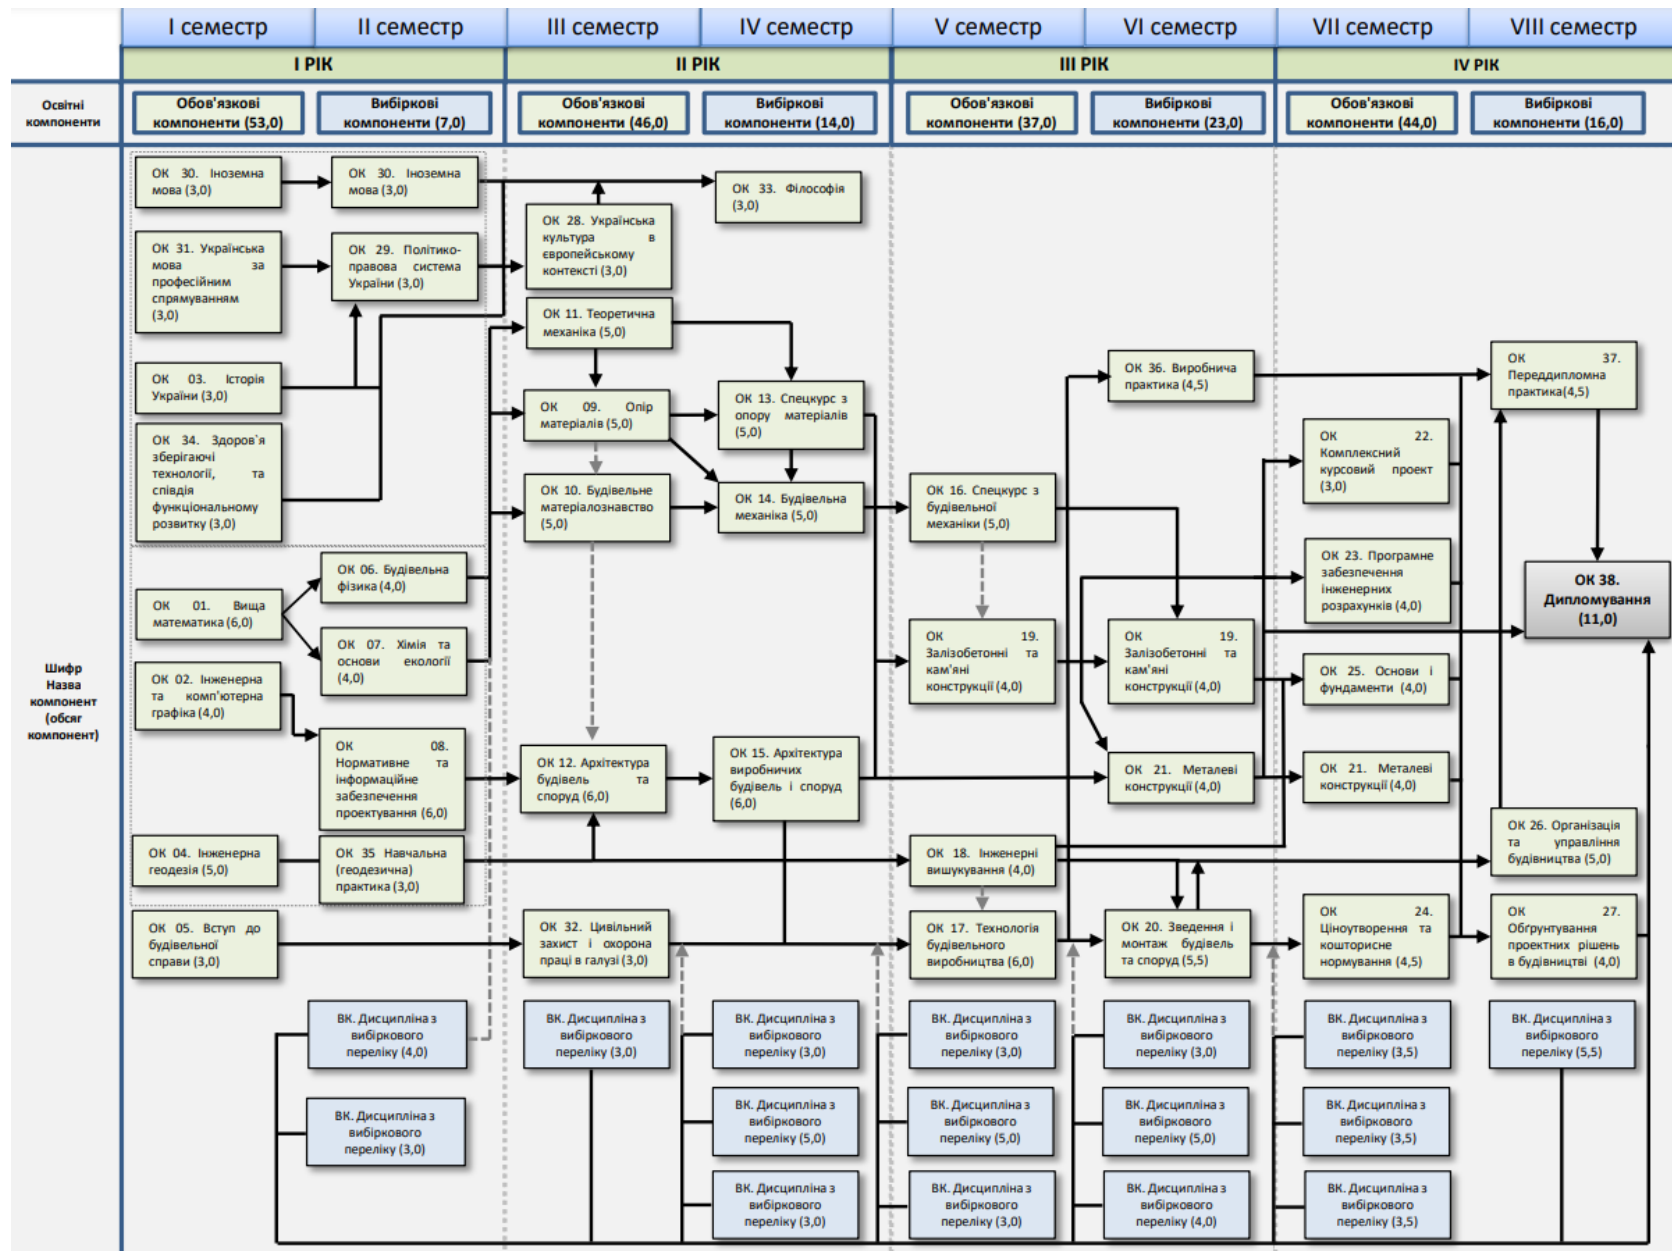 I семестр
II семестр
III семестр
IV семестр
V семестр
VI семестр
VII семестр
VIII семестр
I РІК
II РІК
III РІК
IV РІК
Освітні
компоненти
Обов'язкові
компоненти (53,0)
Вибіркові
компоненти (7,0)
Обов'язкові
компоненти (46,0)
Вибіркові
компоненти (14,0)
Обов'язкові
компоненти (37,0)
Вибіркові
компоненти (23,0)
Обов'язкові
компоненти (44,0)
Вибіркові
компоненти (16,0)
Шифр
Назва
компонент
(обсяг
компонент)
ОК 30. Іноземна
мова (3,0)
ОК 31. Українська
мова за
професійним
спрямуванням
(3,0)
ОК 03. Історія
України (3,0)
ОК 34. Здоров`я
зберігаючі
технології, та
співдія
функціональному
розвитку (3,0)
ОК 01. Вища
математика (6,0)
ОК 02. Інженерна
та комп'ютерна
графіка (4,0)
ОК 04. Інженерна
геодезія (5,0)
ОК 05. Вступ до
будівельної
справи (3,0)
ОК 30. Іноземна
мова (3,0)
ОК 29. Політико-
правова система
України (3,0)
ОК 06. Будівельна
фізика (4,0)
ОК 07. Хімія та
основи екології
(4,0)
ОК 08.
Нормативне та
інформаційне
забезпечення
проектування (6,0)
ОК 35 Навчальна
(геодезична)
практика (3,0)
ВК. Дисципліна з
вибіркового
переліку (4,0)
ВК. Дисципліна з
вибіркового
переліку (3,0)
ОК 28. Українська
культура в
європейському
контексті (3,0)
ОК 11. Теоретична
механіка (5,0)
ОК 09. Опір
матеріалів (5,0)
ОК 10. Будівельне
матеріалознавство
(5,0)
ОК 12. Архітектура
будівель та
споруд (6,0)
ОК 32. Цивільний
захист і охорона
праці в галузі (3,0)
ВК. Дисципліна з
вибіркового
переліку (3,0)
ОК 33. Філософія
(3,0)
ОК 13. Спецкурс з
опору матеріалів
(5,0)
ОК 14. Будівельна
механіка (5,0)
ОК 15. Архітектура
виробничих
будівель і споруд
(6,0)
ВК. Дисципліна з
вибіркового
переліку (3,0)
ВК. Дисципліна з
вибіркового
переліку (5,0)
ВК. Дисципліна з
вибіркового
переліку (3,0)
ОК 16. Спецкурс з
будівельної
механіки (5,0)
ОК 19.
Залізобетонні та
кам'яні
конструкції (4,0)
ОК 18. Інженерні
вишукування (4,0)
ОК 17. Технологія
будівельного
виробництва (6,0)
ВК. Дисципліна з
вибіркового
переліку (3,0)
ВК. Дисципліна з
вибіркового
переліку (5,0)
ВК. Дисципліна з
вибіркового
переліку (3,0)
ОК 36. Виробнича
практика (4,5)
ОК 19.
Залізобетонні та
кам'яні
конструкції (4,0)
ОК 21. Металеві
конструкції (4,0)
ОК 20. Зведення і
монтаж будівель
та споруд (5,5)
ВК. Дисципліна з
вибіркового
переліку (3,0)
ВК. Дисципліна з
вибіркового
переліку (5,0)
ВК. Дисципліна з
вибіркового
переліку (4,0)
ОК 22.
Комплексний
курсовий проект
(3,0)
ОК 23. Програмне
забезпечення
інженерних
розрахунків (4,0)
ОК 25. Основи і
фундаменти (4,0)
ОК 21. Металеві
конструкції (4,0)
ОК 24.
Ціноутворення та
кошторисне
нормування (4,5)
ВК. Дисципліна з
вибіркового
переліку (3,5)
ВК. Дисципліна з
вибіркового
переліку (3,5)
ВК. Дисципліна з
вибіркового
переліку (3,5)
ОК 37.
Переддипломна
практика(4,5)
ОК 38.
Дипломування
(11,0)
ОК 26. Організація
та управління
будівництва (5,0)
ОК 27.
Обґрунтування
проектних рішень
в будівництві (4,0)
ВК. Дисципліна з
вибіркового
переліку (5,5)